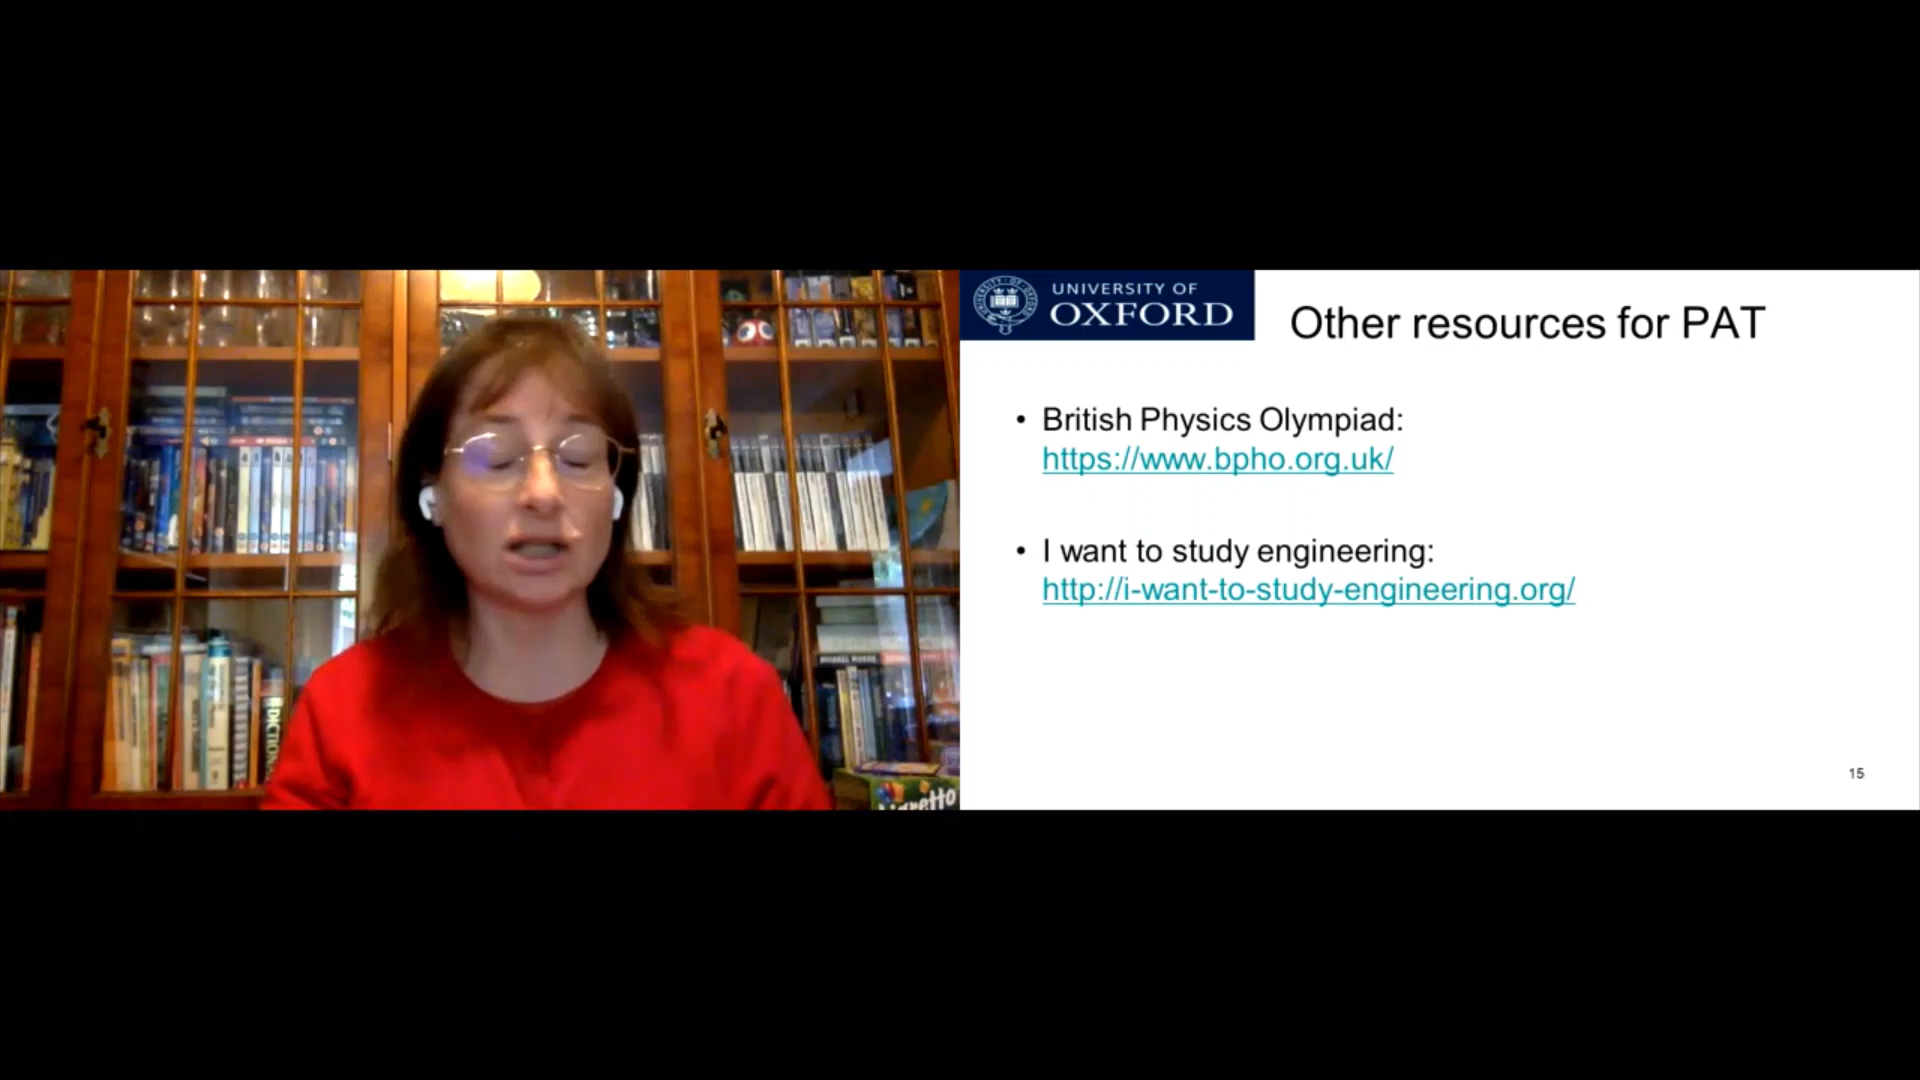 UNIVERSITY OF
OXFORD
Other resources for PAT
• British Physics Olympiad:
https://www.bpho.org.uk/
• I want to study engineering:
http://i-want-to-study-engineering.org/
15